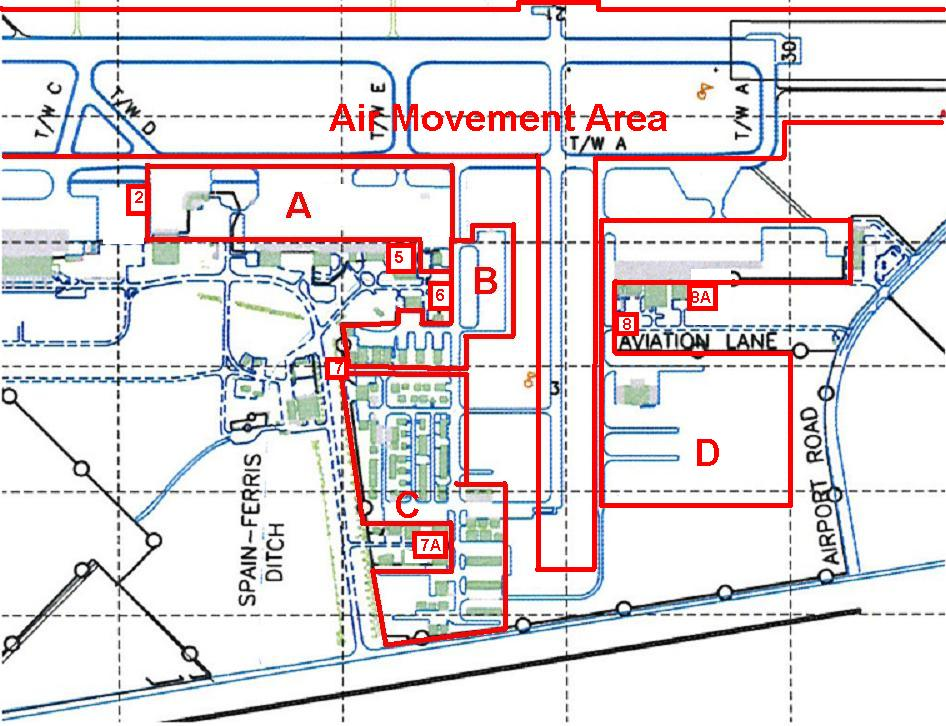 21
30
T/W C
T/W D
T/W E
T/W A
Air Movement Area
T/W A
2
A
5
B
6
8A
8
AVIATION LANE
7
3
D
C
7A
SPAIN-FERRIS
DITCH
AIRPORT ROAD